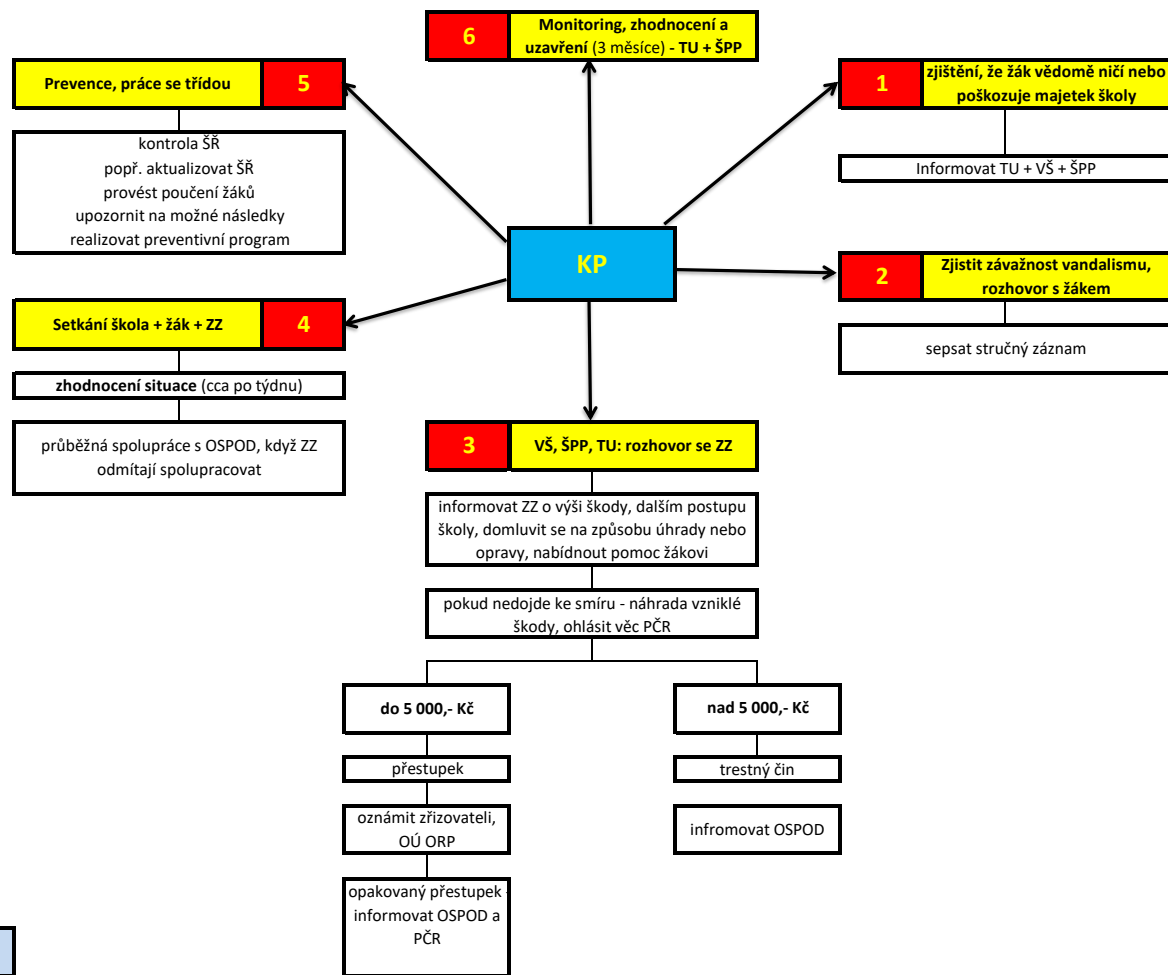 6
Monitoring, zhodnocení a
uzavření (3 měsíce) - TU + ŠPP
Prevence, práce se třídou
5
kontrola ŠŘ
popř. aktualizovat ŠŘ
provést poučení žáků
upozornit na možné následky
realizovat preventivní program
1
zjištění, že žák vědomě ničí nebo
poškozuje majetek školy
Informovat TU + VŠ + ŠPP
KP
2
Zjistit závažnost vandalismu,
rozhovor s žákem
sepsat stručný záznam
Setkání škola + žák + ZZ
4
zhodnocení situace (cca po týdnu)
průběžná spolupráce s OSPOD, když ZZ
odmítají spolupracovat
3
VŠ, ŠPP, TU: rozhovor se ZZ
informovat ZZ o výši škody, dalším postupu
školy, domluvit se na způsobu úhrady nebo
opravy, nabídnout pomoc žákovi
pokud nedojde ke smíru - náhrada vzniklé
škody, ohlásit věc PČR
do 5 000,- Kč
přestupek
oznámit zřizovateli,
OÚ ORP
opakovaný přestupek -
informovat OSPOD a
PČR
nad 5 000,- Kč
trestný čin
infromovat OSPOD